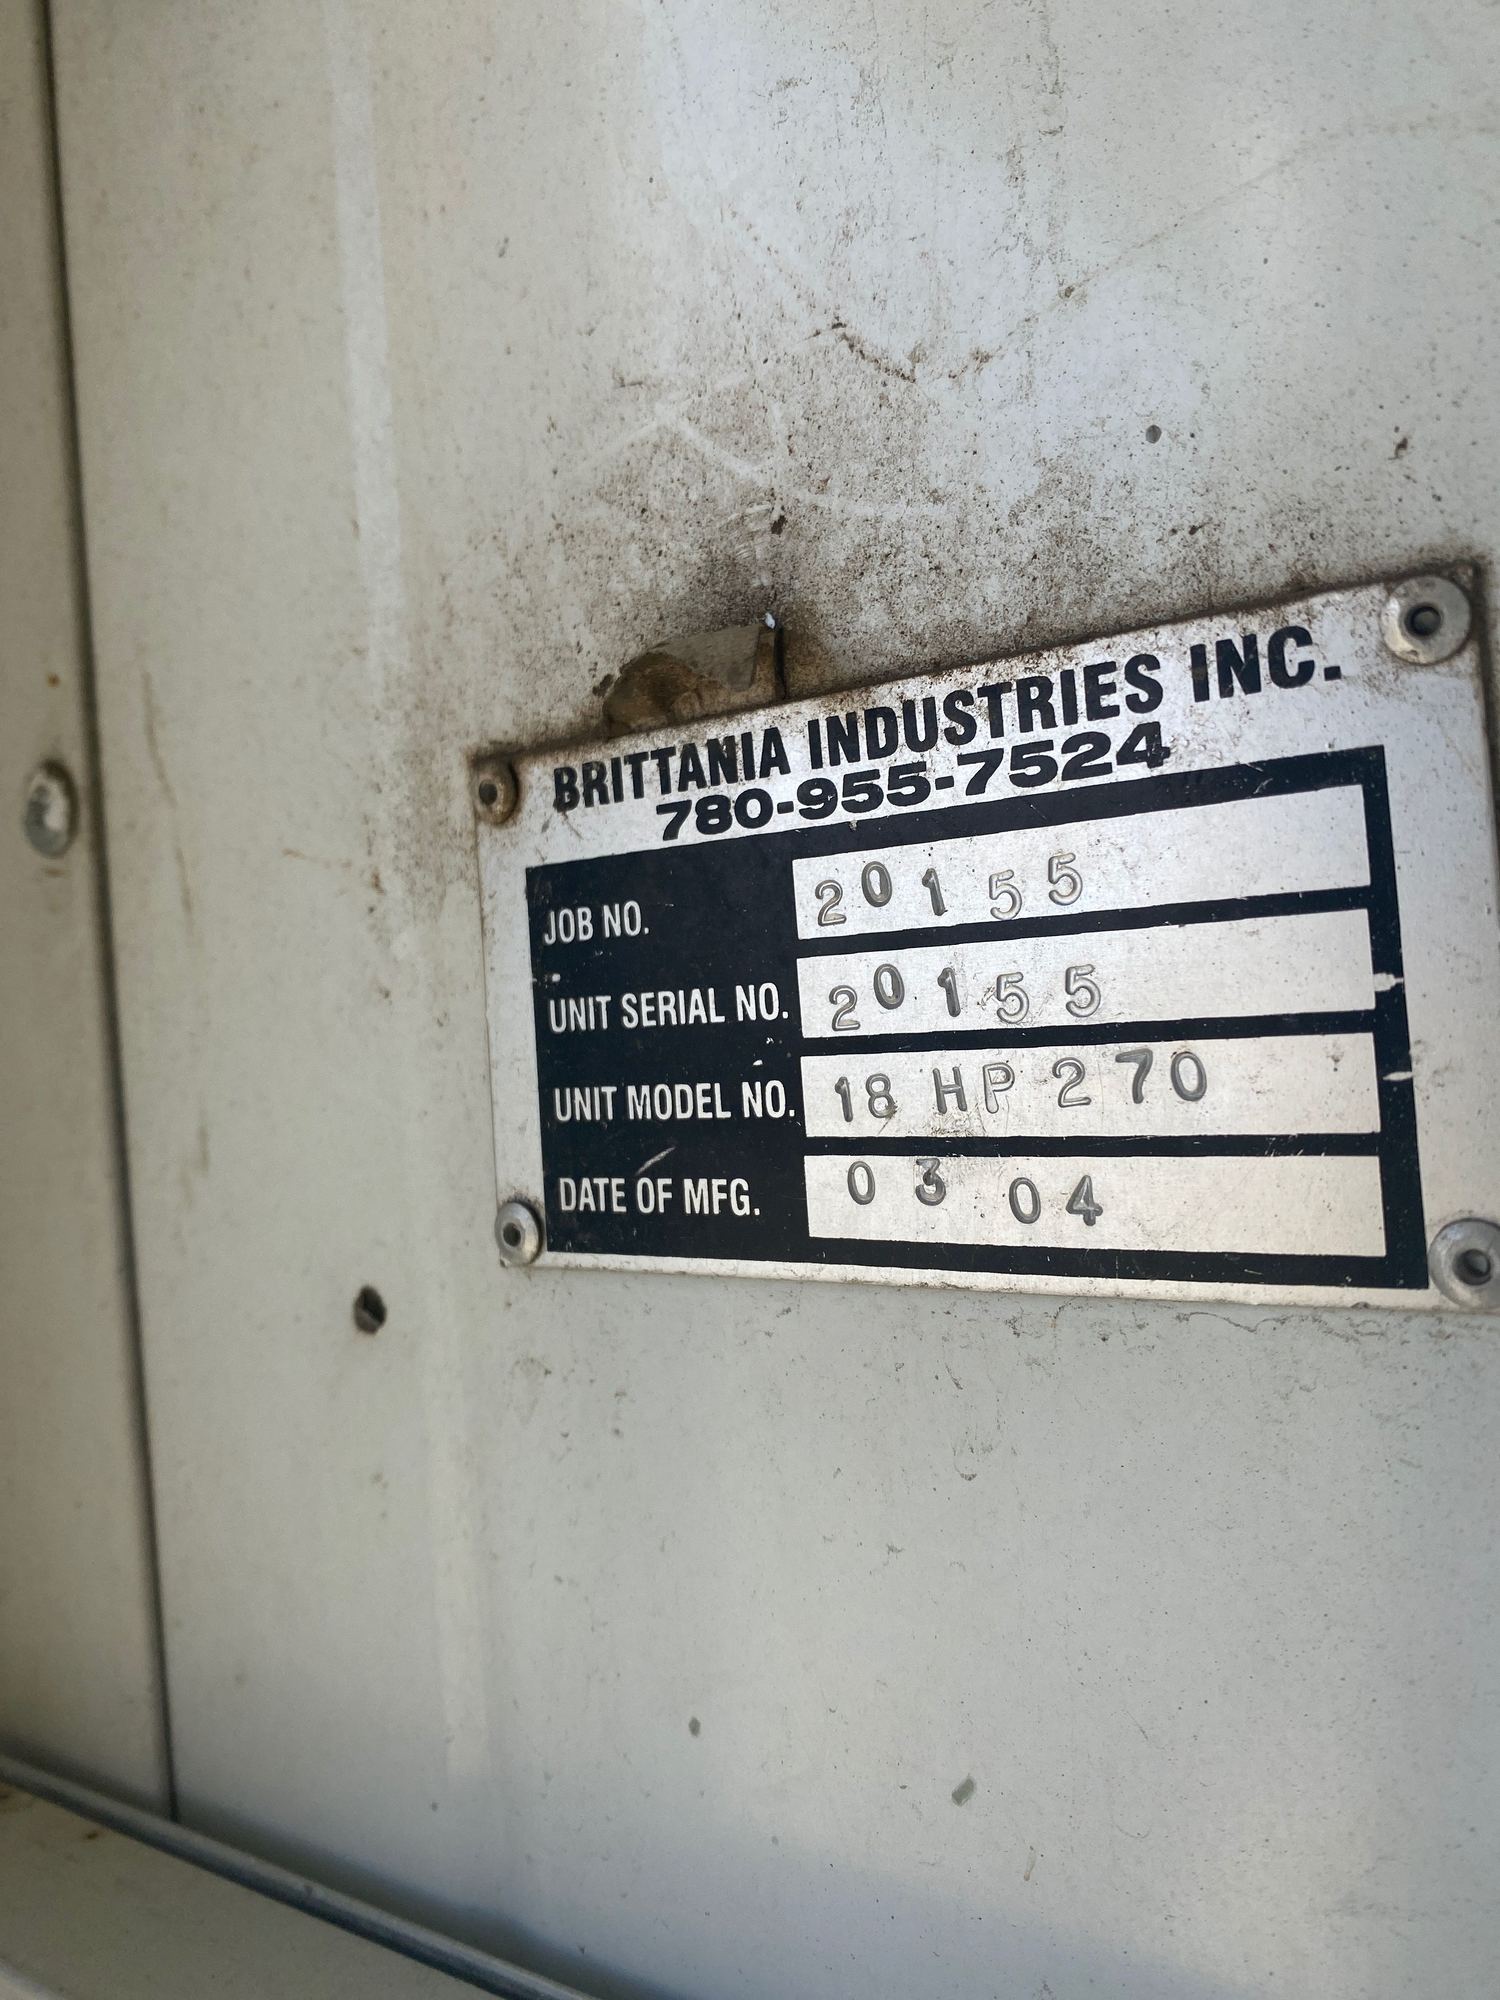 BRITTANIA INDUSTRIES INC.
780-955-7524
JOB NO. 20155
UNIT SERIAL NO. 20155
UNIT MODEL NO. 18 HP 270
DATE OF MFG. 03 04